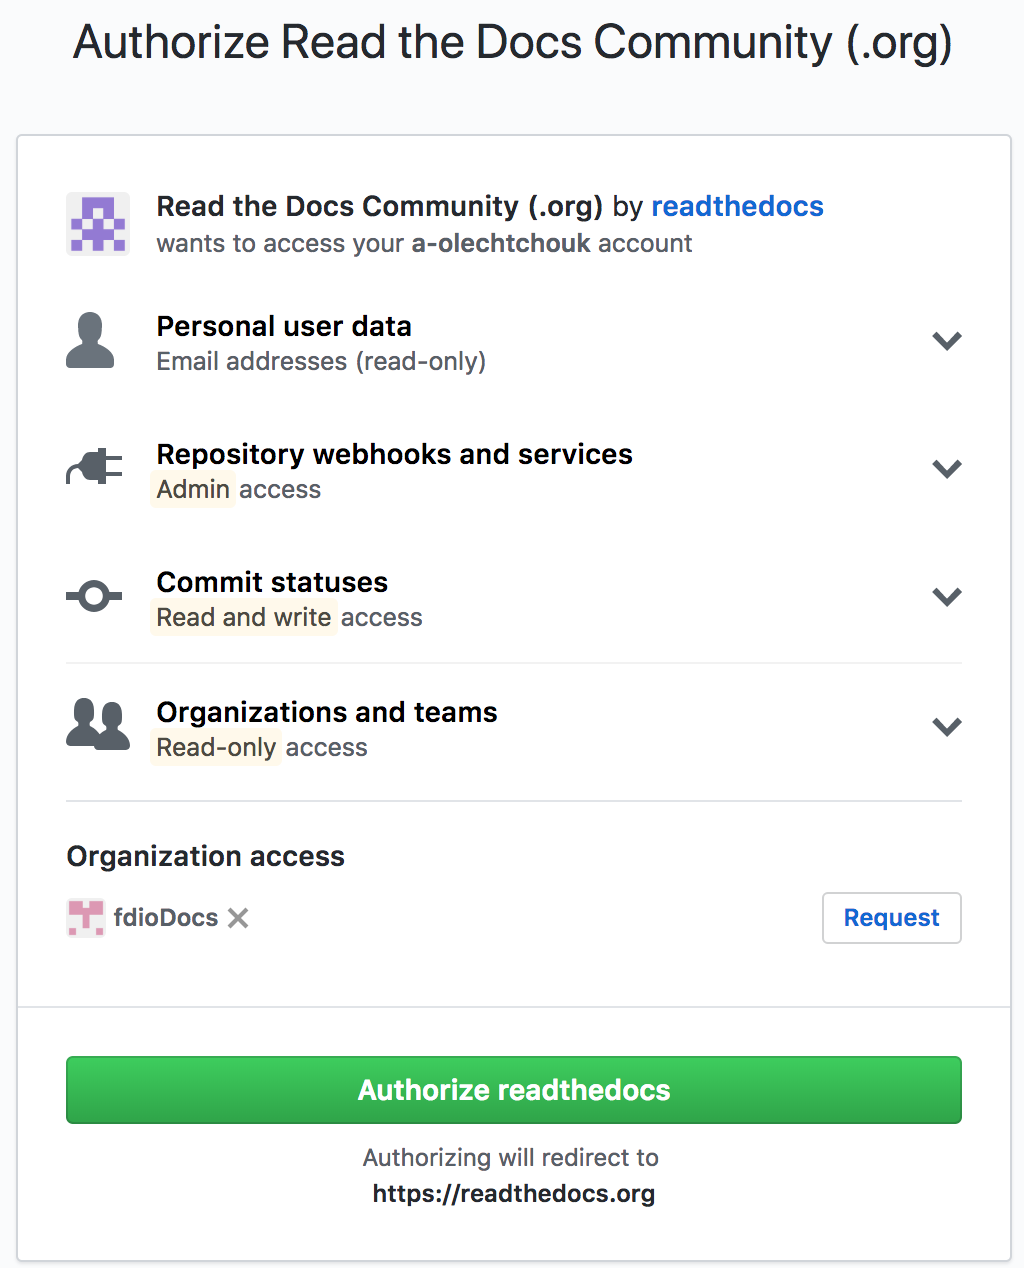 Authorize Read the Docs Community (.org)
Read the Docs Community (.org) by readthedocs
wants to access your a-olechtchouk account
Personal user data
Email addresses (read-only)
Repository webhooks and services
Admin access
Commit statuses
Read and write access
Organizations and teams
Read-only access
Organization access
fdioDocs
Request
Authorize readthedocs
Authorizing will redirect to
https://readthedocs.org